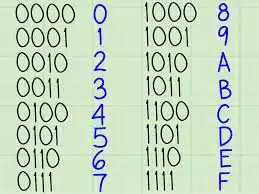 0000 0 1000 8
0001 1 1001 9
0010 2 1010 A
0011 3 1011 B
0100 4 1100 C
0101 5 1101 D
0110 6 1110 E
0111 7 1111 F